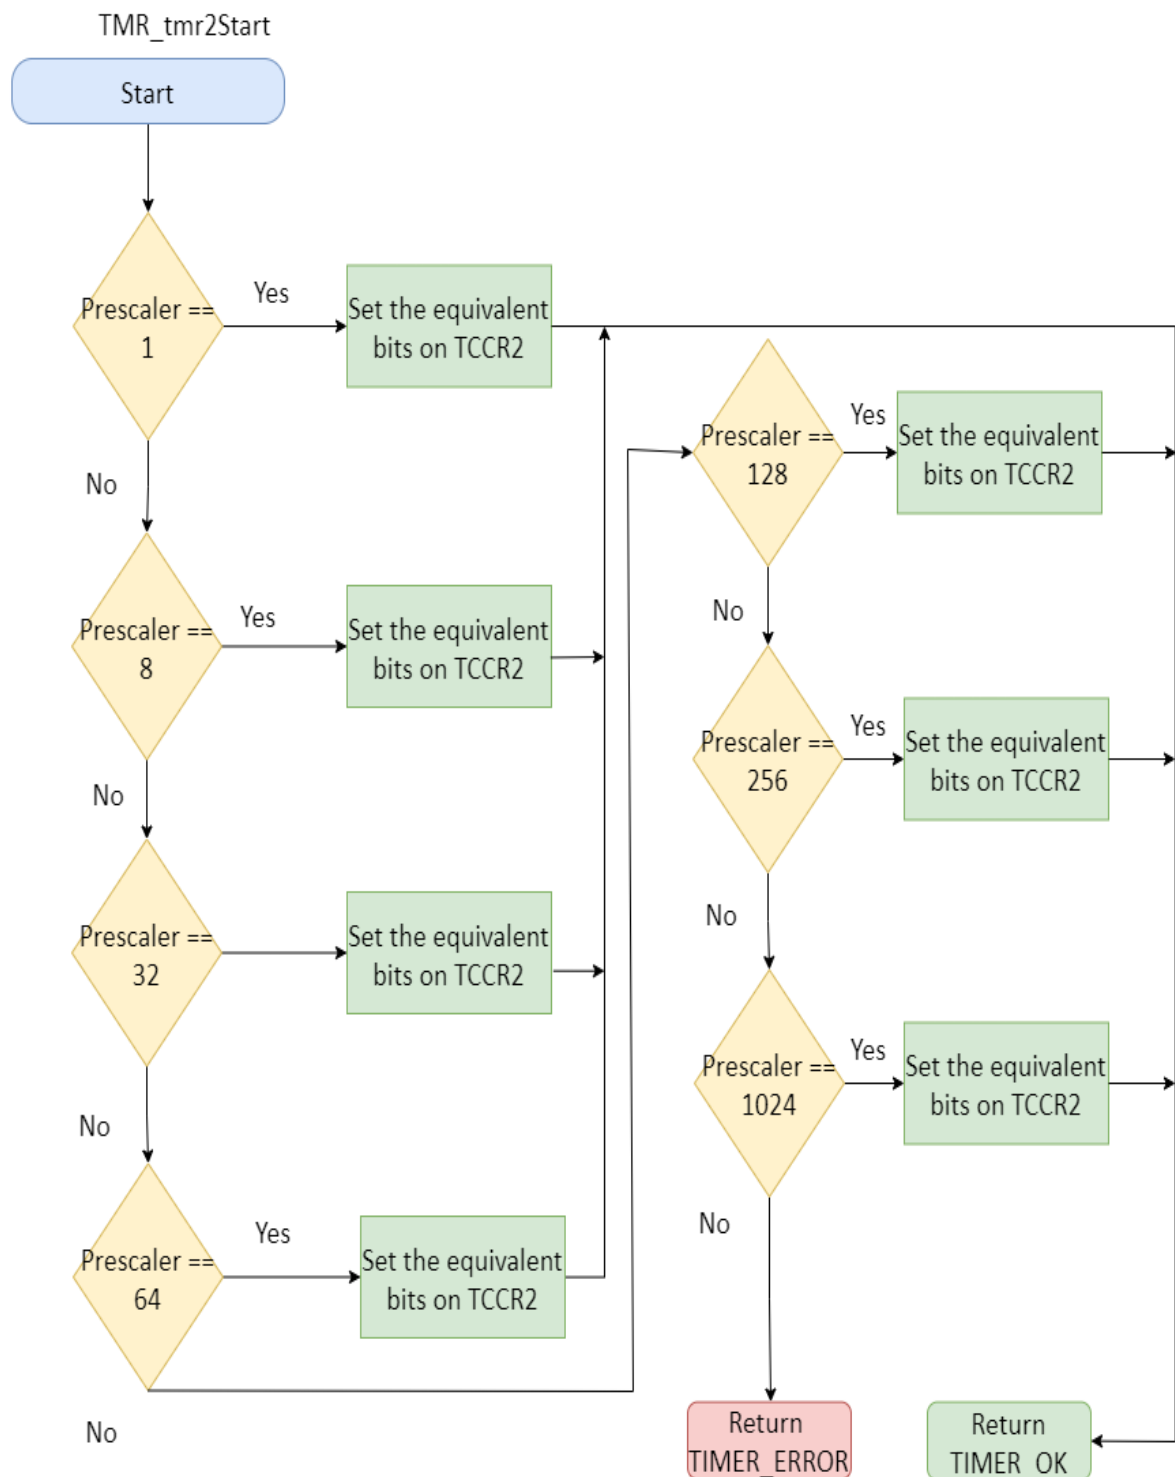 TMR_tmr2Start
Start
Prescaler ==
1
Yes
Set the equivalent
bits on TCCR2
No
Prescaler ==
8
Yes
Set the equivalent
bits on TCCR2
No
Prescaler ==
32
Set the equivalent
bits on TCCR2
No
Prescaler ==
64
Yes
Set the equivalent
bits on TCCR2
No
Prescaler ==
128
Yes
Set the equivalent
bits on TCCR2
No
Prescaler ==
256
Yes
Set the equivalent
bits on TCCR2
No
Prescaler ==
1024
Yes
Set the equivalent
bits on TCCR2
No
Return
TIMER_ERROR
Return
TIMER_OK